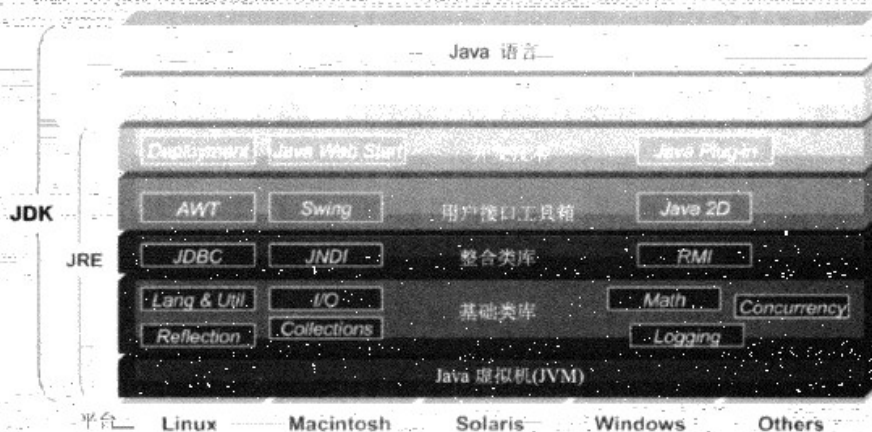 Java 语言
Deployment Java Web Start Java Plug-in
JDK
AWT Swing 用户接口工具箱 Java 2D
JRE
JDBC JNDI 整合类库 RMI
Lang & Util I/O 基础类库 Math Concurrency
Reflection Collections Logging
Java 虚拟机(JVM)
平台 Linux Macintosh Solaris Windows Others